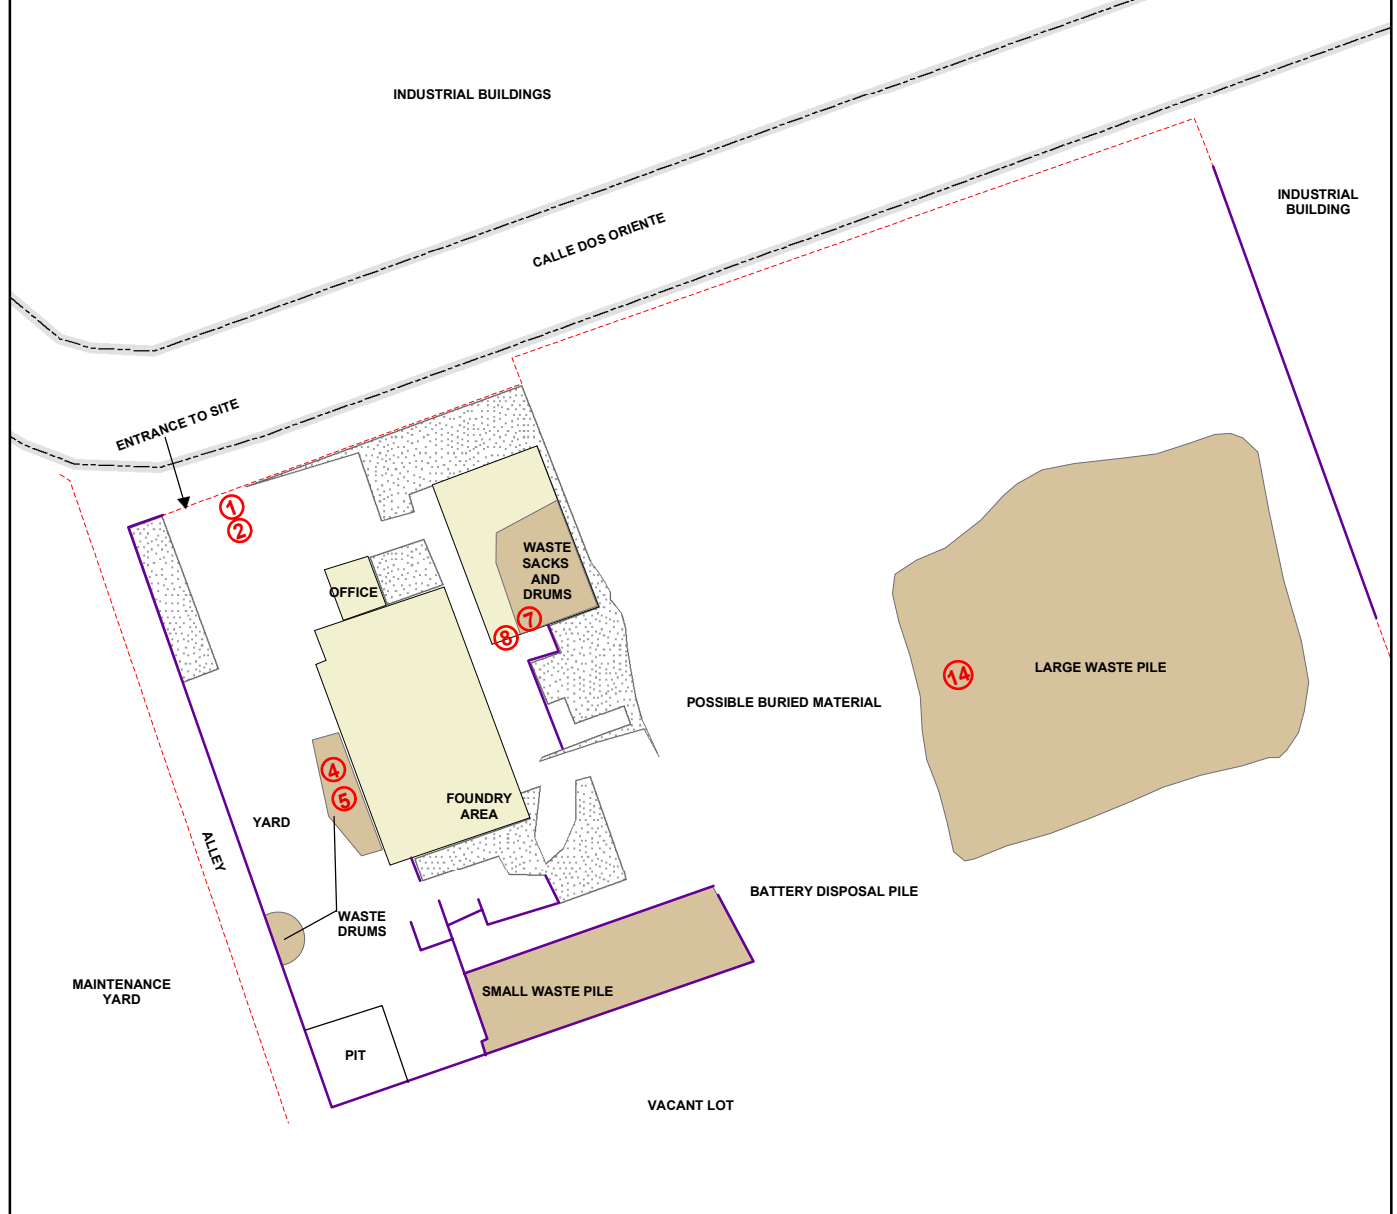 INDUSTRIAL BUILDINGS
INDUSTRIAL
BUILDING
CALLE DOS ORIENTE
ENTRANCE TO SITE
1
2
WASTE
SACKS
AND
DRUMS
OFFICE
7
8
LARGE WASTE PILE
14
POSSIBLE BURIED MATERIAL
4
5
FOUNDRY
AREA
YARD
ALLEY
BATTERY DISPOSAL PILE
WASTE
DRUMS
MAINTENANCE
YARD
SMALL WASTE PILE
PIT
VACANT LOT